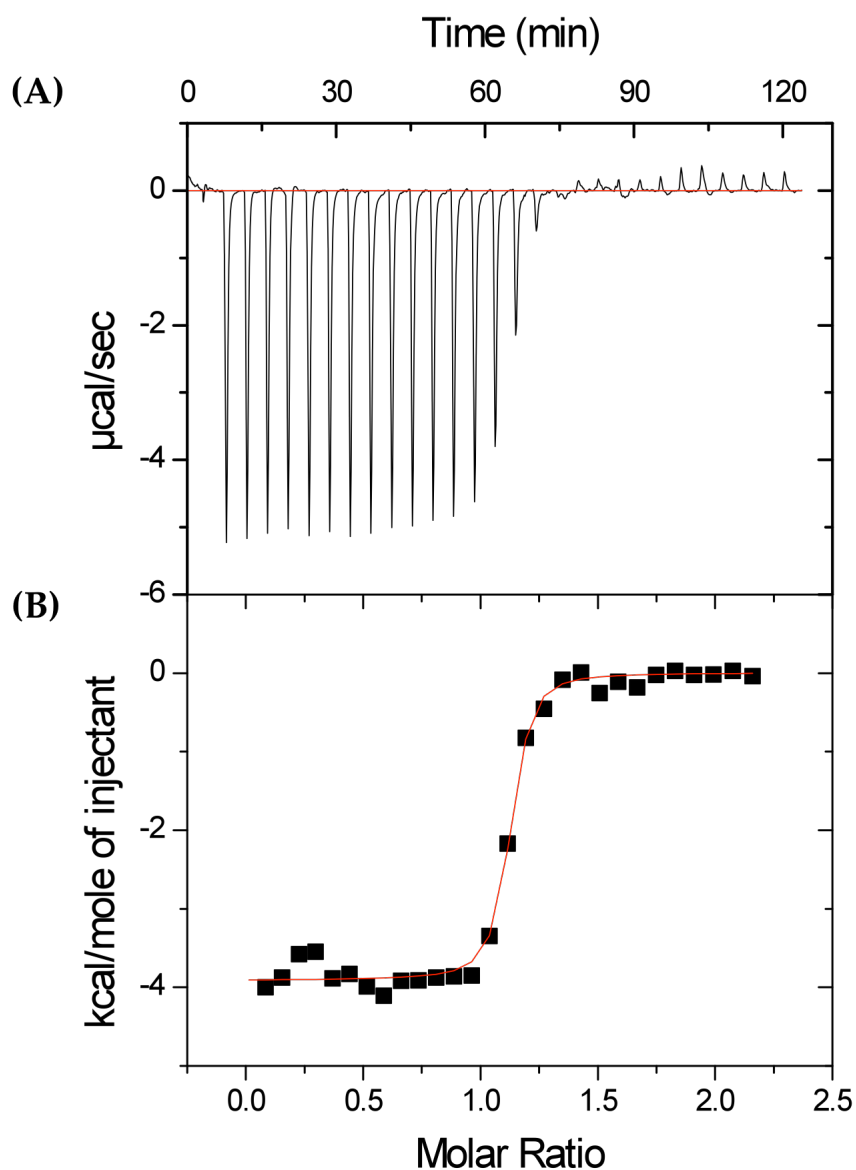 Time (min)
(A)
0 30 60 90 120
0
-2
-4
-6
µcal/sec
(B)
0
-2
-4
kcal/mole of injectant
0.0 0.5 1.0 1.5 2.0 2.5
Molar Ratio